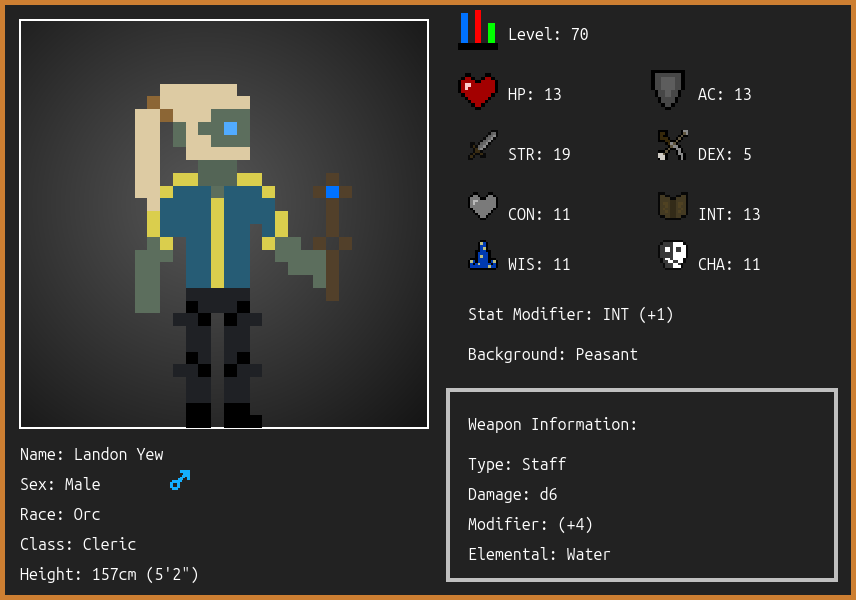 Level: 70
HP: 13
AC: 13
STR: 19
DEX: 5
CON: 11
INT: 13
WIS: 11
CHA: 11
Stat Modifier: INT (+1)
Background: Peasant
Weapon Information:
Type: Staff
Damage: d6
Modifier: (+4)
Elemental: Water
Name: Landon Yew
Sex: Male
Race: Orc
Class: Cleric
Height: 157cm (5'2")